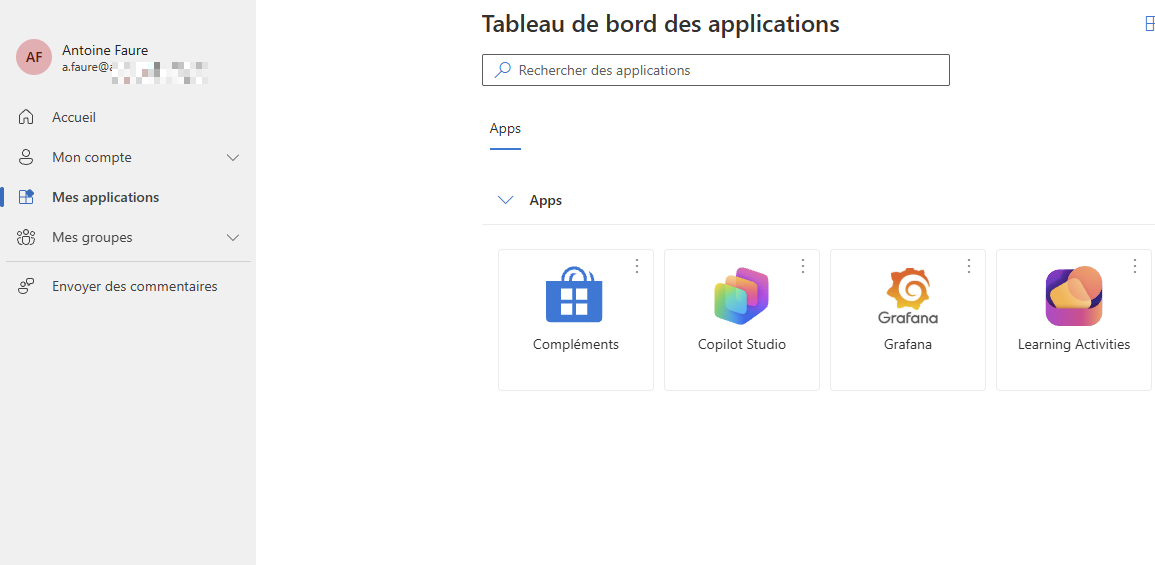 AF
Antoine Faure
a.faure@
Accueil
Mon compte
Mes applications
Mes groupes
Envoyer des commentaires
Tableau de bord des applications
Rechercher des applications
Apps
Apps
Grafana
Compléments
Copilot Studio
Grafana
Learning Activities